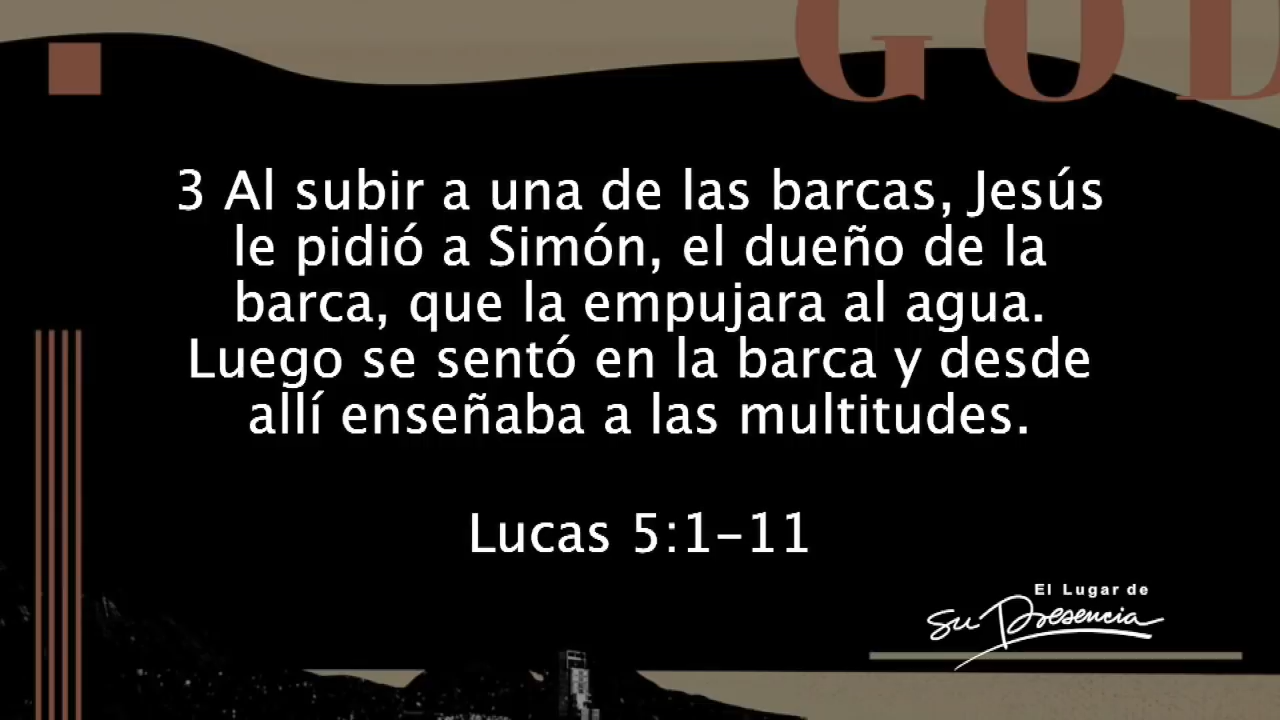 GOD
3 Al subir a una de las barcas, Jesús
le pidió a Simón, el dueño de la
barca, que la empujara al agua.
Luego se sentó en la barca y desde
allí enseñaba a las multitudes.
Lucas 5:1-11
El Lugar de
Su Presencia